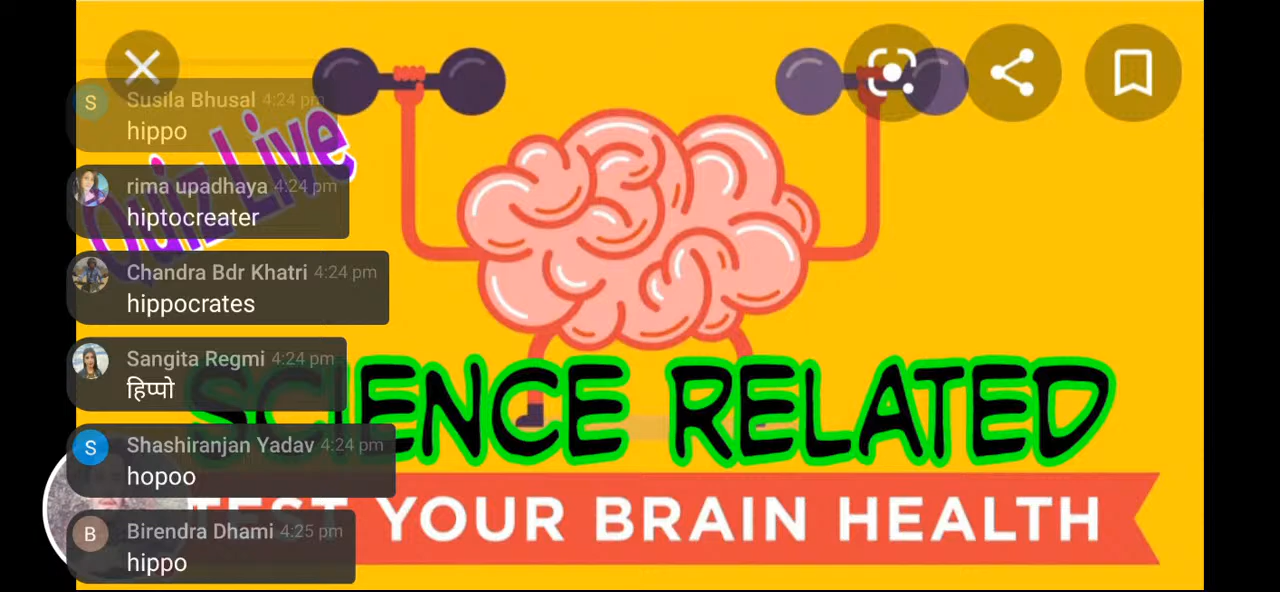 Susila Bhusal 4:24 pm
hippo
Quiz Live
rima upadhaya 4:24 pm
hiptocreater
Chandra Bdr Khatri 4:24 pm
hippocrates
Sangita Regmi 4:24 pm
हिप्पो
SCIENCE RELATED
S Shashiranjan Yadav 4:24 pm
hopoo
TEST YOUR BRAIN HEALTH
B Birendra Dhami 4:25 pm
hippo